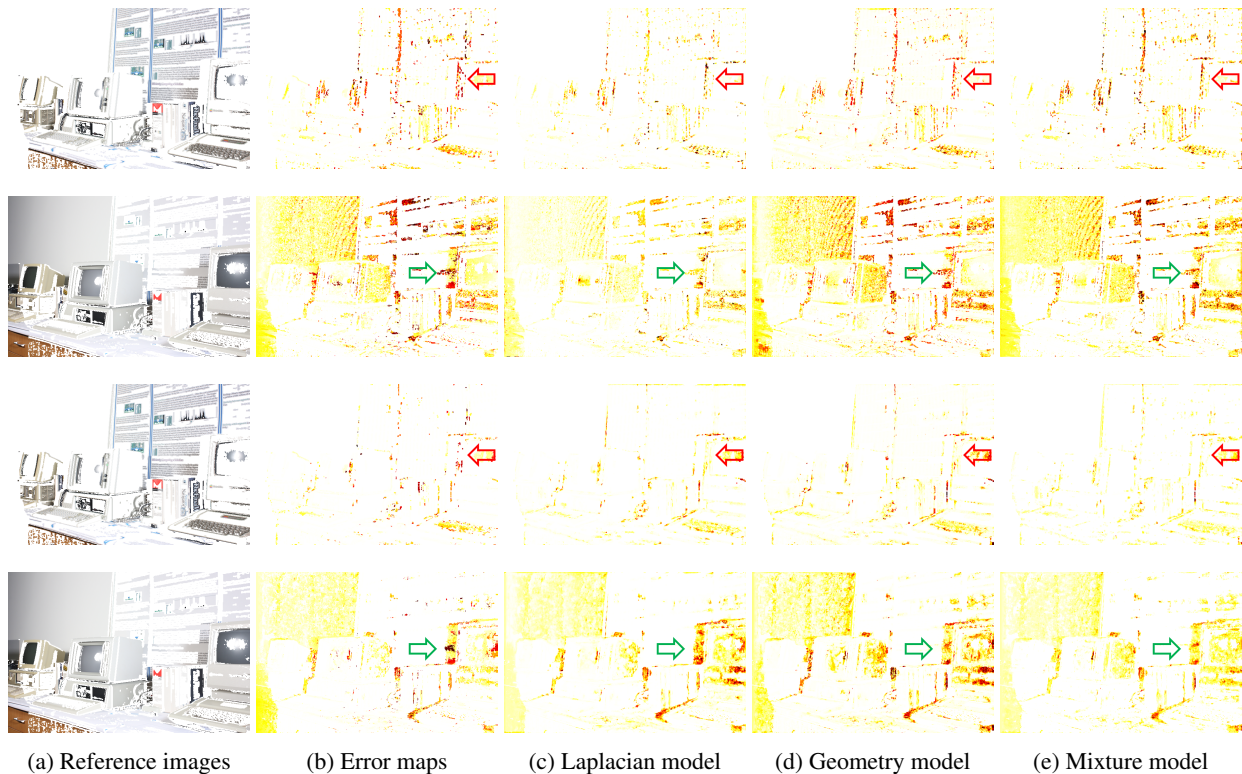 (a) Reference images
(b) Error maps
(c) Laplacian model
(d) Geometry model
(e) Mixture model